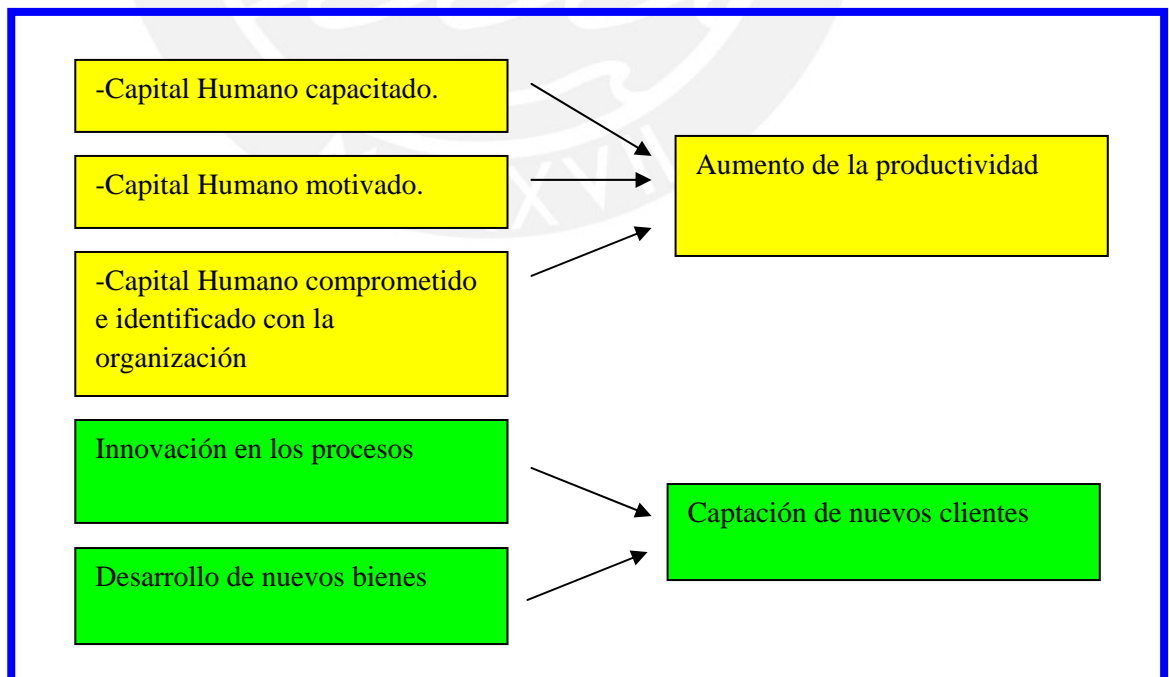 -Capital Humano capacitado.
-Capital Humano motivado.
-Capital Humano comprometido
e identificado con la
organización
Aumento de la productividad
Innovación en los procesos
Desarrollo de nuevos bienes
Captación de nuevos clientes